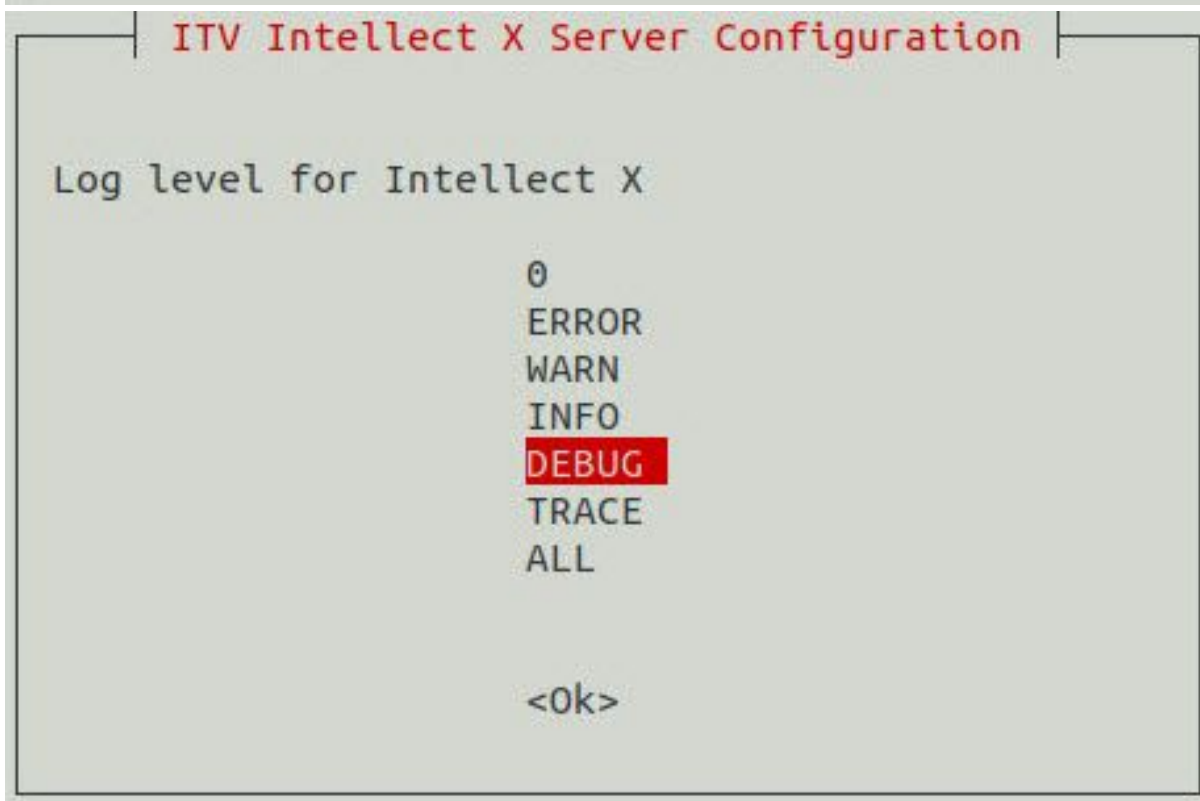 ITV Intellect X Server Configuration
Log level for Intellect X
0
ERROR
WARN
INFO
DEBUG
TRACE
ALL
<Ok>